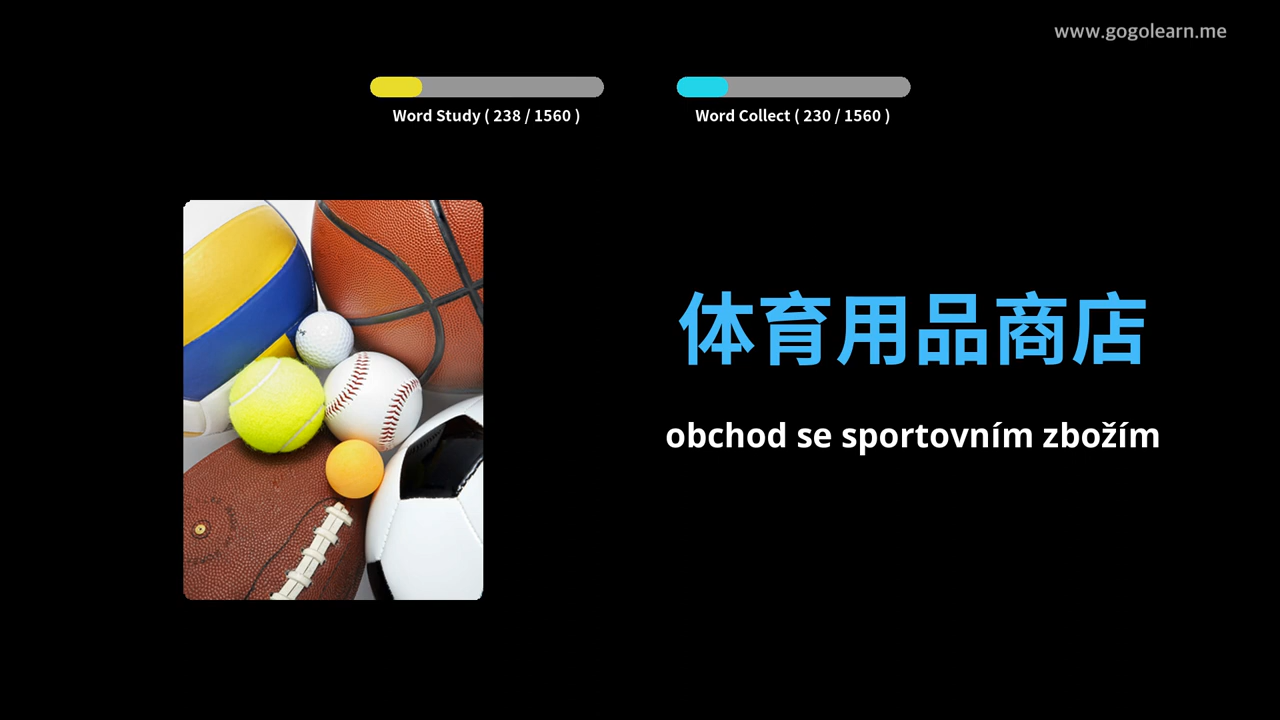 www.gogolearn.me
Word Study ( 238 / 1560 )
Word Collect ( 230 / 1560 )
体育用品商店
obchod se sportovním zbožím